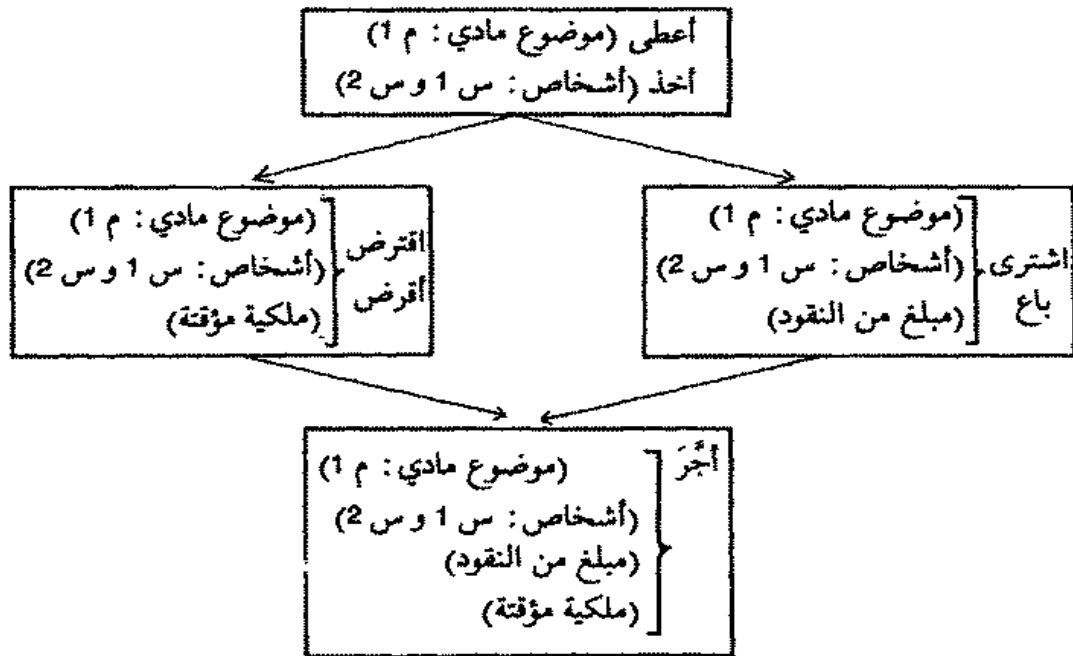 أعطى (موضوع مادي: م 1)
أخذ (أشخاص: س 1 و س 2)
اشترى
باع
(موضوع مادي: م 1)
(أشخاص: س 1 و س 2)
(مبلغ من النقود)
اقترض
أقرض
(موضوع مادي: م 1)
(أشخاص: س 1 و س 2)
(ملكية مؤقتة)
أجَّرَ (موضوع مادي: م 1)
(أشخاص: س 1 و س 2)
(مبلغ من النقود)
(ملكية مؤقتة)